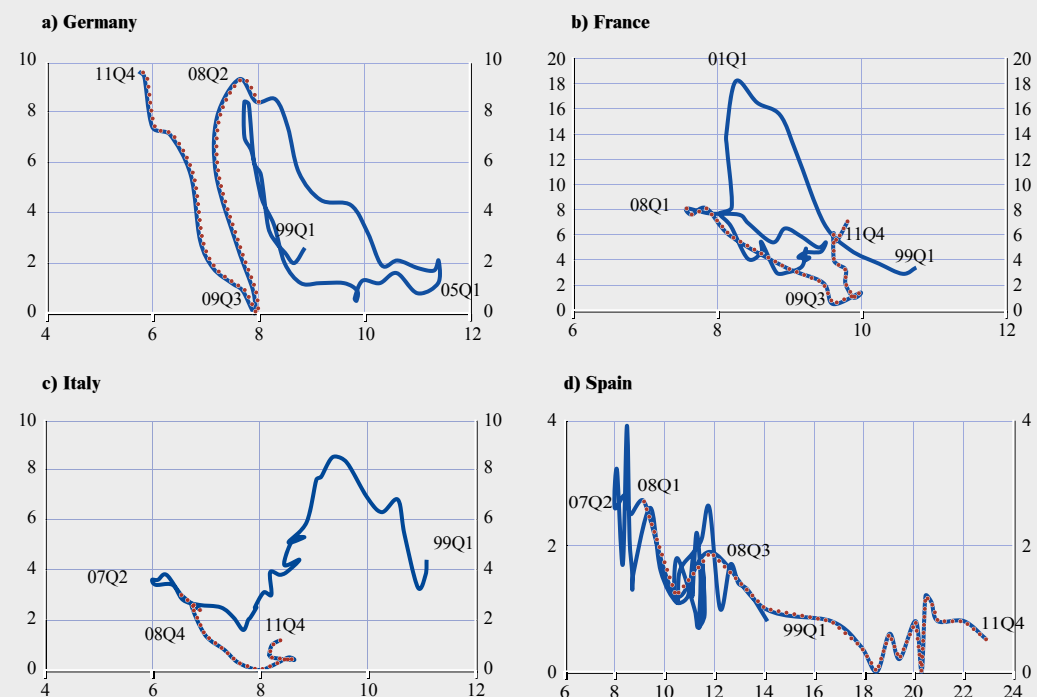 a) Germany
b) France
10 10 20 20
01Q1
11Q4 08Q2
18 18
8 8 16 16
14 14
6 6 12 12
10 10
4 4 08Q1 8 8
99Q1 6 11Q4 6
2 2 4 99Q1 4
05Q1
09Q3 2 09Q3 2
0 0 0 0
4 6 8 10 12 6 8 10 12
c) Italy
d) Spain
10 10 4 4
8 8
08Q1
07Q2
6 6
99Q1 2 08Q3 2
4 07Q2 4
2 2
08Q4 11Q4 99Q1 11Q4
0 0 0 0
4 6 8 10 12 6 8 10 12 14 16 18 20 22 24